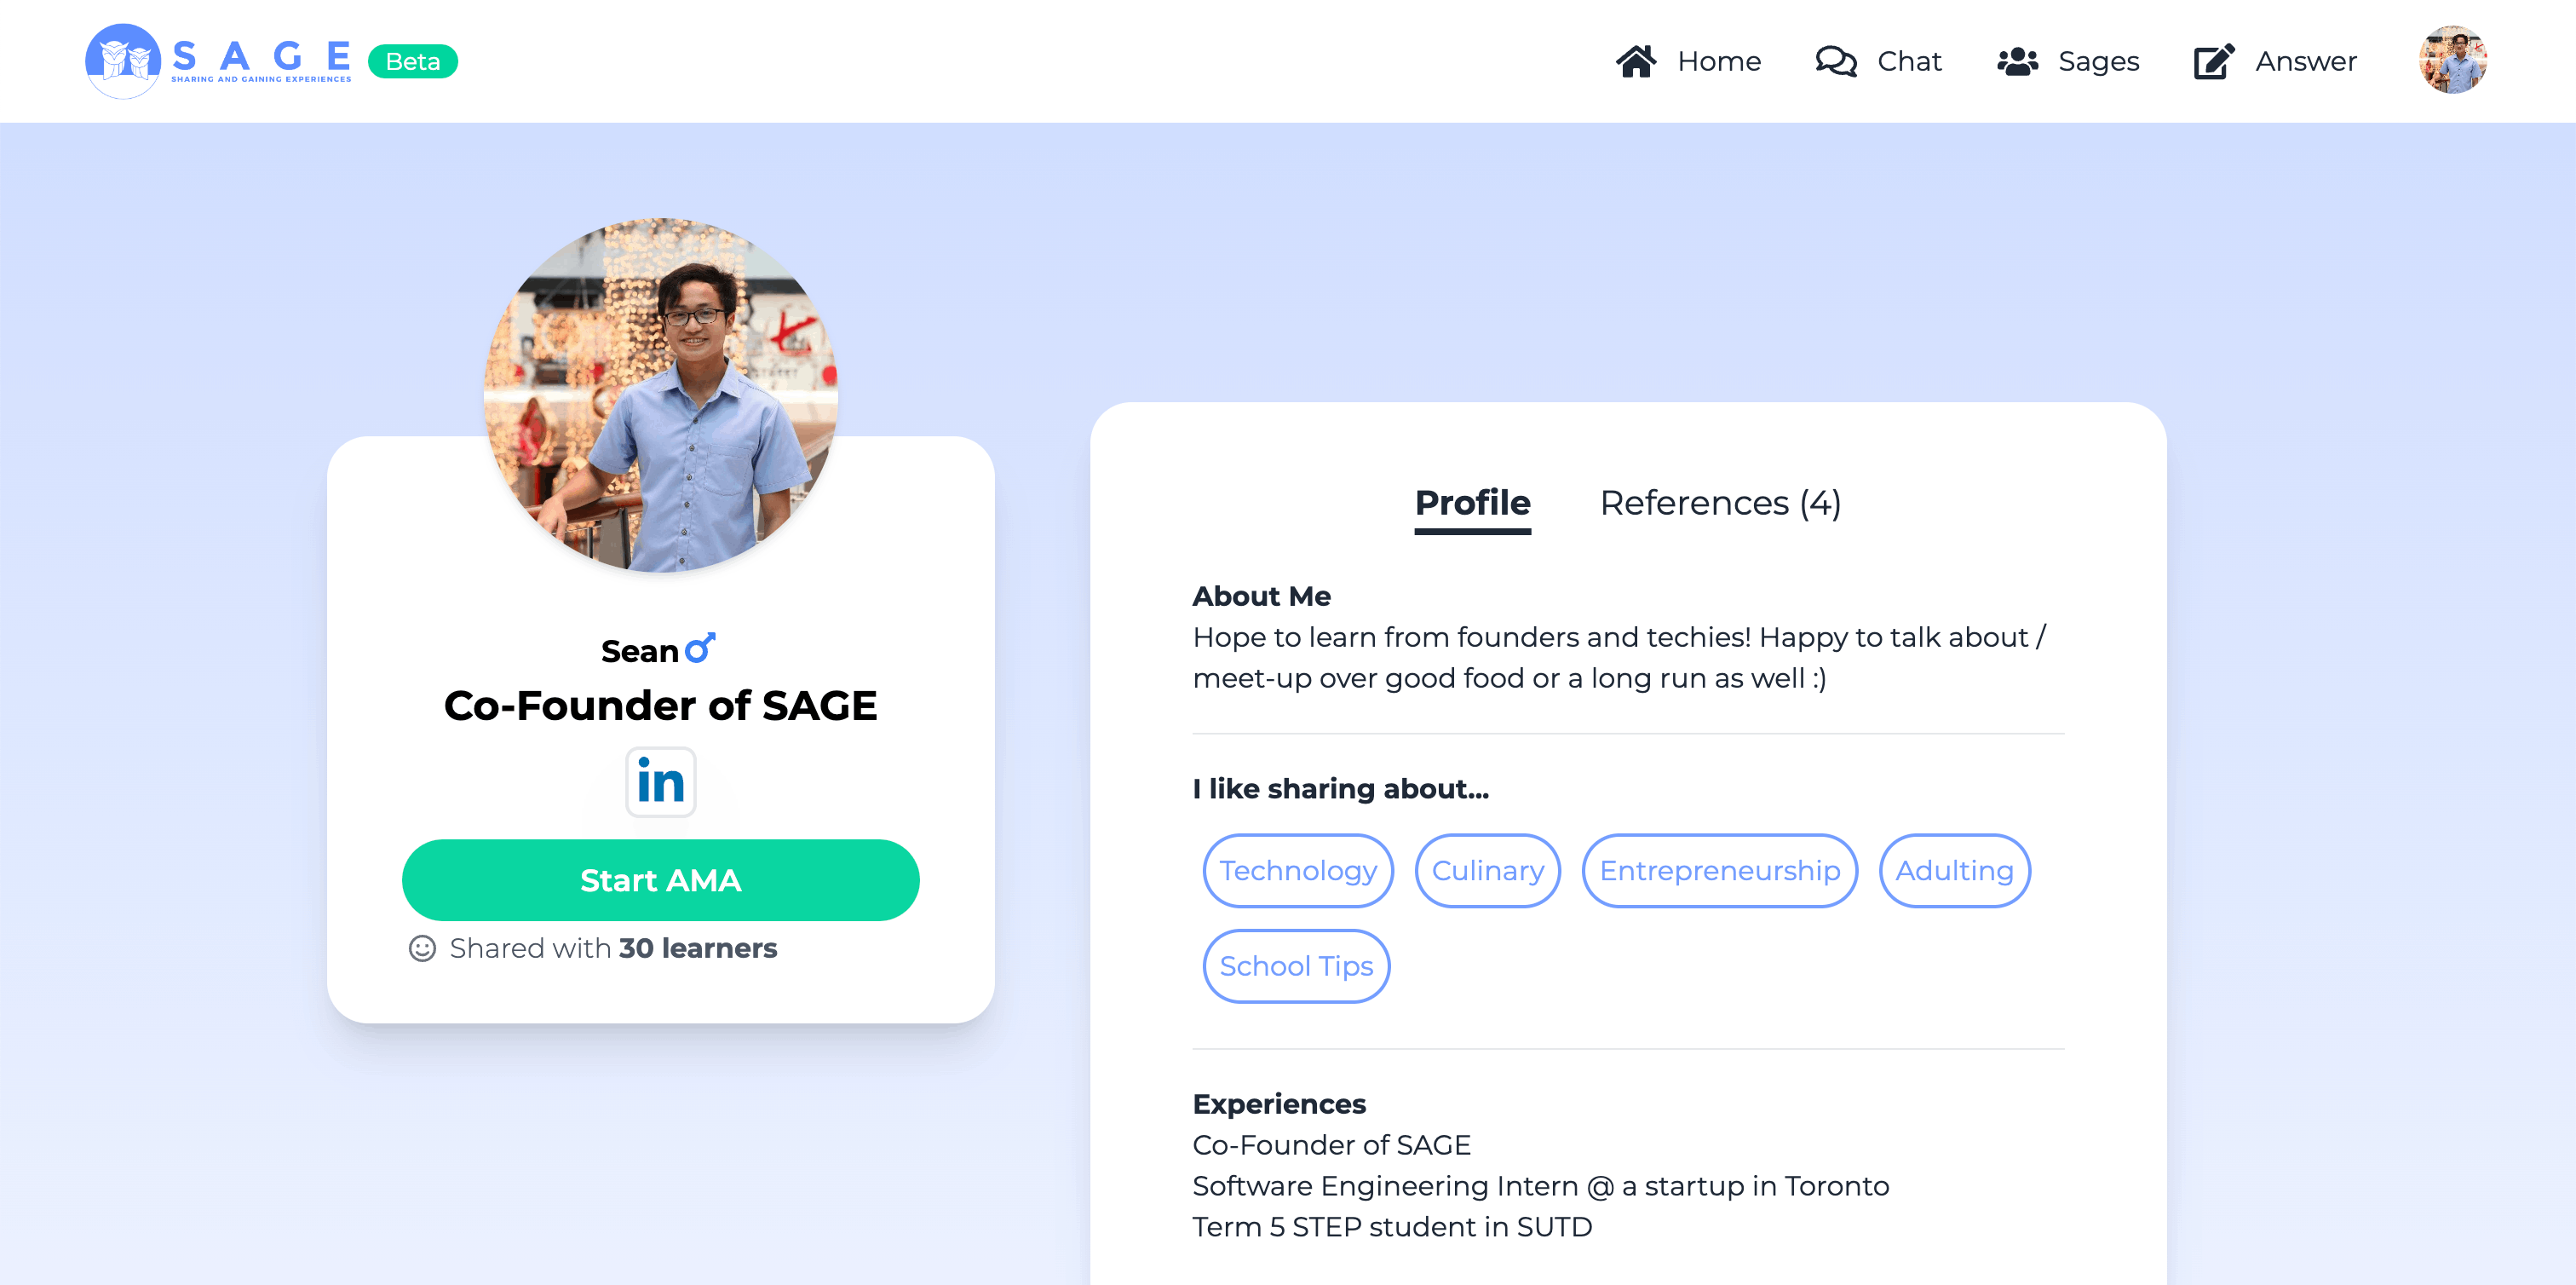 SAGE
SHARING AND GAINING EXPERIENCES
Beta
Home
Chat
Sages
Answer
Sean
Co-Founder of SAGE
in
Start AMA
Shared with 30 learners
Profile
References (4)
About Me
Hope to learn from founders and techies! Happy to talk about /
meet-up over good food or a long run as well :)
I like sharing about...
Technology
Culinary
Entrepreneurship
Adulting
School Tips
Experiences
Co-Founder of SAGE
Software Engineering Intern @ a startup in Toronto
Term 5 STEP student in SUTD